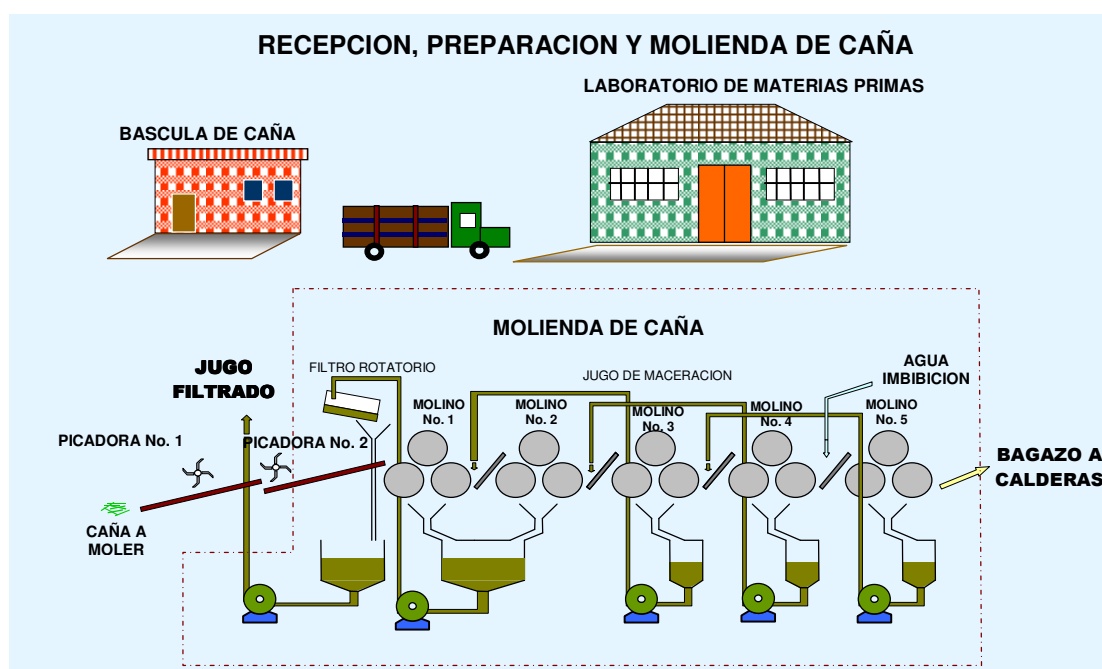 RECEPCION, PREPARACION Y MOLIENDA DE CAÑA
LABORATORIO DE MATERIAS PRIMAS
BASCULA DE CAÑA
MOLIENDA DE CAÑA
JUGO
FILTRADO
FILTRO ROTATORIO
JUGO DE MACERACION
AGUA
IMBIBICION
PICADORA No. 1
PICADORA No. 2
MOLINO
No. 1
MOLINO
No. 2
MOLINO
No. 3
MOLINO
No. 4
MOLINO
No. 5
BAGAZO A
CALDERAS
CAÑA A
MOLER